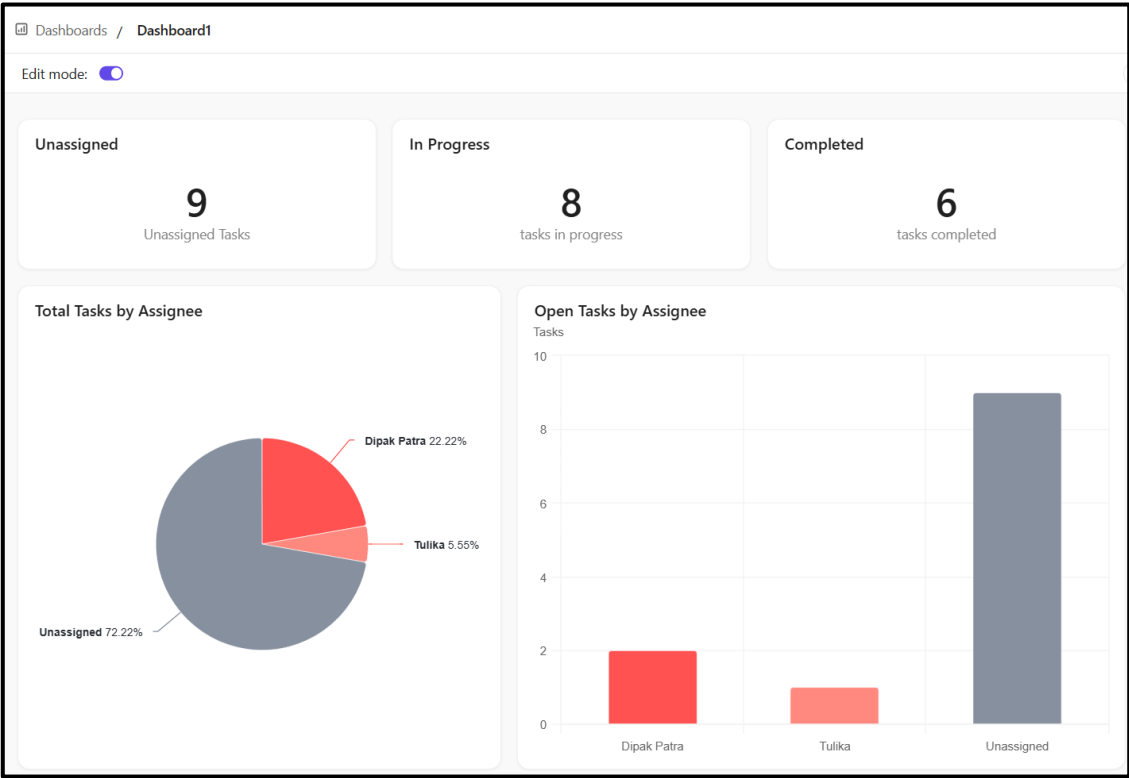 Dashboards / Dashboard1
Edit mode:
Unassigned
9
Unassigned Tasks
In Progress
8
tasks in progress
Completed
6
tasks completed
Total Tasks by Assignee
Dipak Patra 22.22%
Tulika 5.55%
Unassigned 72.22%
Open Tasks by Assignee
Tasks
10
8
6
4
2
0
Dipak Patra
Tulika
Unassigned